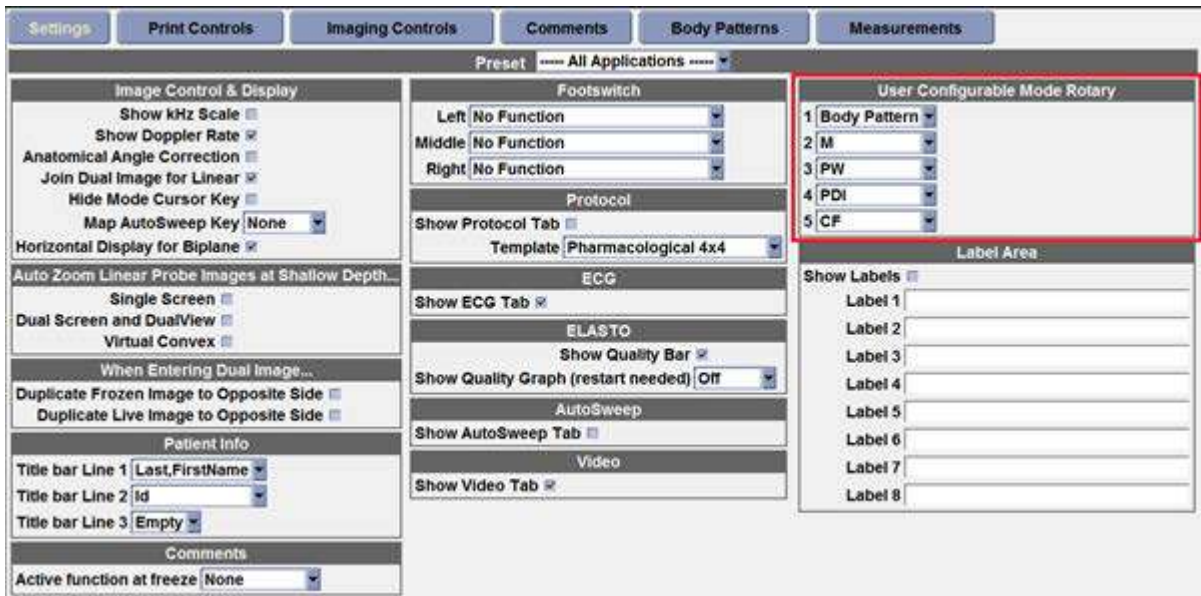 Settings
Print Controls
Imaging Controls
Comments
Body Patterns
Measurements
Preset ----- All Applications -----
Image Control & Display
Show kHz Scale
Show Doppler Rate
Anatomical Angle Correction
Join Dual Image for Linear
Hide Mode Cursor Key
Map AutoSweep Key None
Horizontal Display for Biplane
Auto Zoom Linear Probe Images at Shallow Depth...
Single Screen
Dual Screen and DualView
Virtual Convex
When Entering Dual Image...
Duplicate Frozen Image to Opposite Side
Duplicate Live Image to Opposite Side
Patient Info
Title bar Line 1 Last,FirstName
Title bar Line 2 Id
Title bar Line 3 Empty
Comments
Active function at freeze None
Footswitch
Left No Function
Middle No Function
Right No Function
Protocol
Show Protocol Tab
Template Pharmacological 4x4
ECG
Show ECG Tab
ELASTO
Show Quality Bar
Show Quality Graph (restart needed) Off
AutoSweep
Show AutoSweep Tab
Video
Show Video Tab
User Configurable Mode Rotary
1 Body Pattern
2 M
3 PW
4 PDI
5 CF
Label Area
Show Labels
Label 1
Label 2
Label 3
Label 4
Label 5
Label 6
Label 7
Label 8